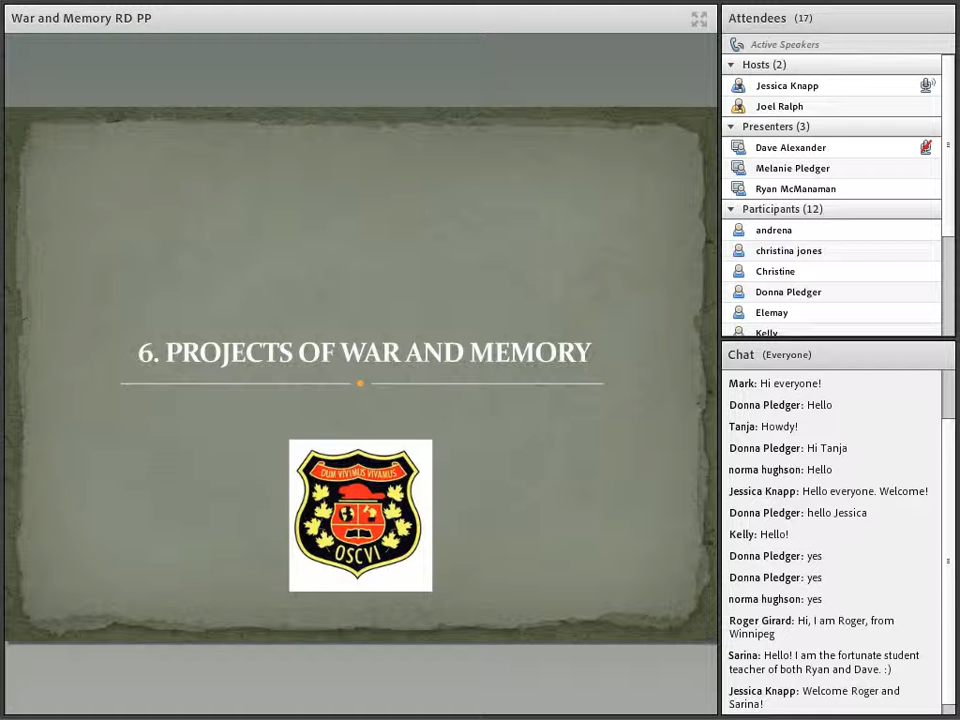 War and Memory RD PP
6. PROJECTS OF WAR AND MEMORY
DUM VIVIMUS VIVAMUS
OSCVI
Attendees (17)
Active Speakers
Hosts (2)
Jessica Knapp
Joel Ralph
Presenters (3)
Dave Alexander
Melanie Pledger
Ryan McManaman
Participants (12)
andrena
christina jones
Christine
Donna Pledger
Elemay
Kelly
Chat (Everyone)
Mark: Hi everyone!
Donna Pledger: Hello
Tanja: Howdy!
Donna Pledger: Hi Tanja
norma hughson: Hello
Jessica Knapp: Hello everyone. Welcome!
Donna Pledger: hello Jessica
Kelly: Hello!
Donna Pledger: yes
Donna Pledger: yes
norma hughson: yes
Roger Girard: Hi, I am Roger, from
Winnipeg
Sarina: Hello! I am the fortunate student
teacher of both Ryan and Dave. :)
Jessica Knapp: Welcome Roger and
Sarina!